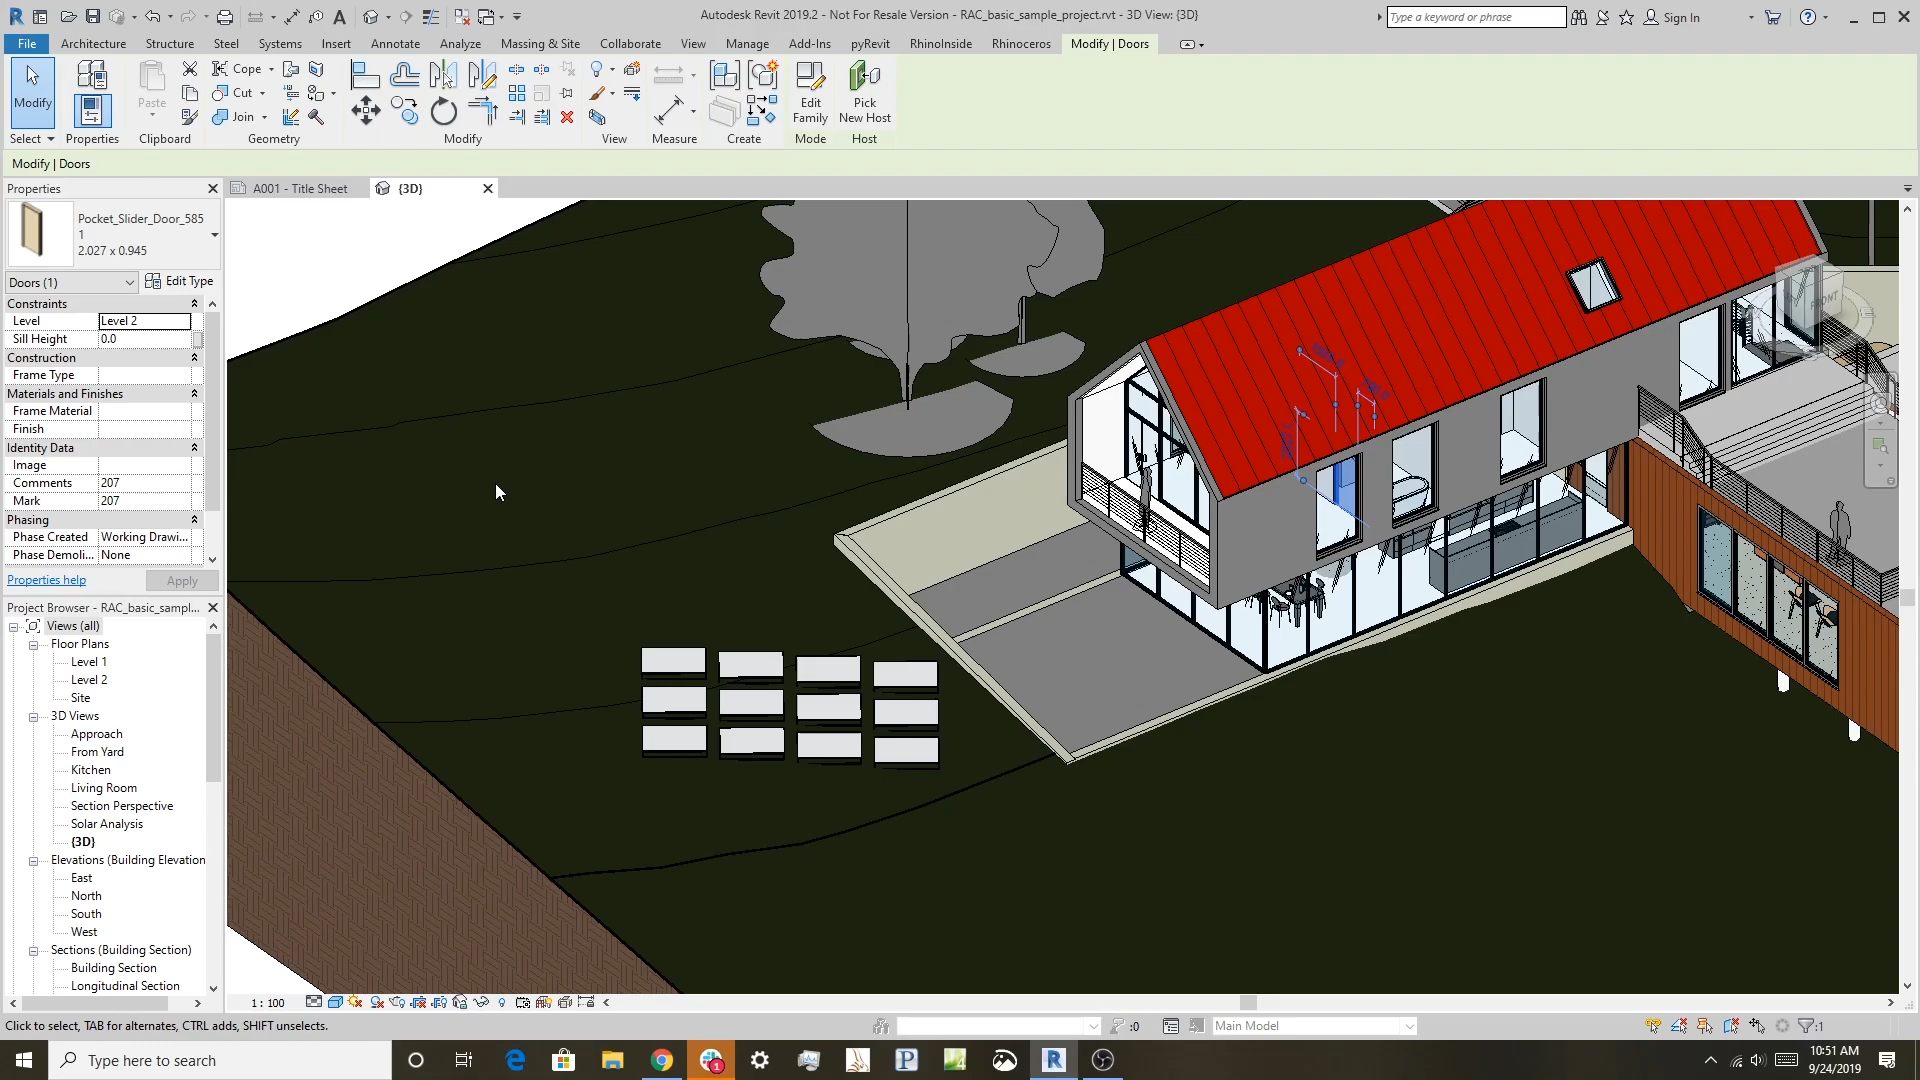 Autodesk Revit 2019.2 - Not For Resale Version - RAC_basic_sample_project.rvt - 3D View: {3D}
Type a keyword or phrase
Sign In
File Architecture Structure Steel Systems Insert Annotate Analyze Massing & Site Collaborate View Manage Add-Ins pyRevit RhinoInside Rhinoceros Modify | Doors
Modify
Paste
Cope
Cut
Join
Edit
Family
Pick
New Host
Select Properties Clipboard Geometry Modify View Measure Create Mode Host
Modify | Doors
Properties
A001 - Title Sheet
{3D}
Pocket_Slider_Door_585
1
2.027 x 0.945
Doors (1)
Edit Type
Constraints
Level Level 2
Sill Height 0.0
Construction
Frame Type
Materials and Finishes
Frame Material
Finish
Identity Data
Image
Comments 207
Mark 207
Phasing
Phase Created Working Drawi...
Phase Demoli... None
Properties help
Apply
Project Browser - RAC_basic_sampl...
Views (all)
Floor Plans
Level 1
Level 2
Site
3D Views
Approach
From Yard
Kitchen
Living Room
Section Perspective
Solar Analysis
{3D}
Elevations (Building Elevation
East
North
South
West
Sections (Building Section)
Building Section
Longitudinal Section
FRONT
1 : 100
Click to select, TAB for alternates, CTRL adds, SHIFT unselects.
:0
Main Model
:1
Type here to search
10:51 AM
9/24/2019